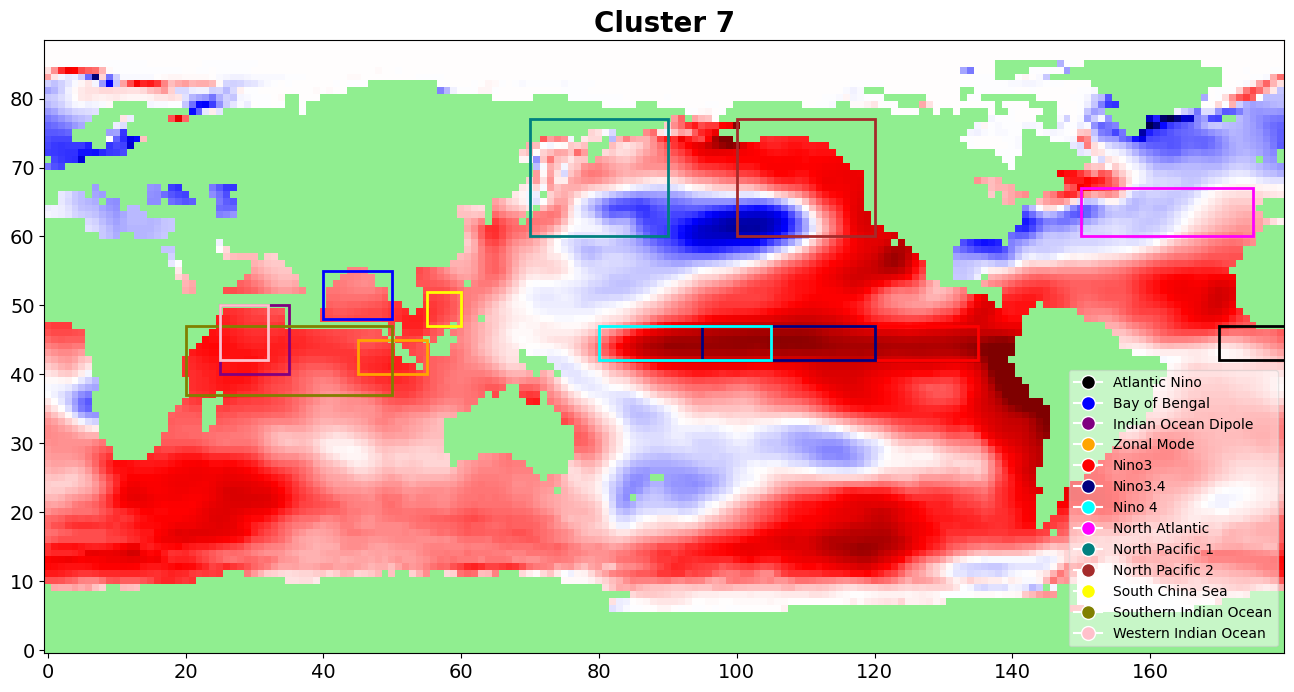 Cluster 7
80
70
60
50
40
30
20
10
0
0 20 40 60 80 100 120 140 160
Atlantic Nino
Bay of Bengal
Indian Ocean Dipole
Zonal Mode
Nino3
Nino3.4
Nino 4
North Atlantic
North Pacific 1
North Pacific 2
South China Sea
Southern Indian Ocean
Western Indian Ocean